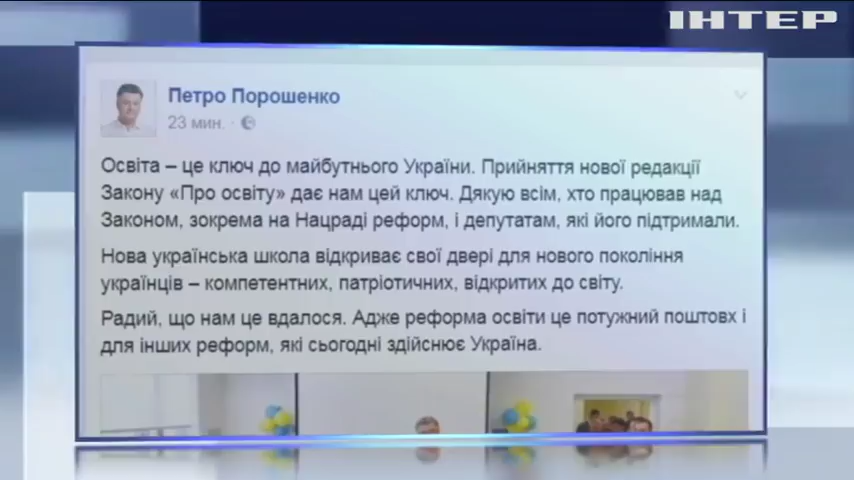 ІНТЕР
Петро Порошенко
23 мин. ·
Освіта – це ключ до майбутнього України. Прийняття нової редакції
Закону «Про освіту» дає нам цей ключ. Дякую всім, хто працював над
Законом, зокрема на Нацраді реформ, і депутатам, які його підтримали.
Нова українська школа відкриває свої двері для нового покоління
українців – компетентних, патріотичних, відкритих до світу.
Радий, що нам це вдалося. Адже реформа освіти це потужний поштовх і
для інших реформ, які сьогодні здійснює Україна.